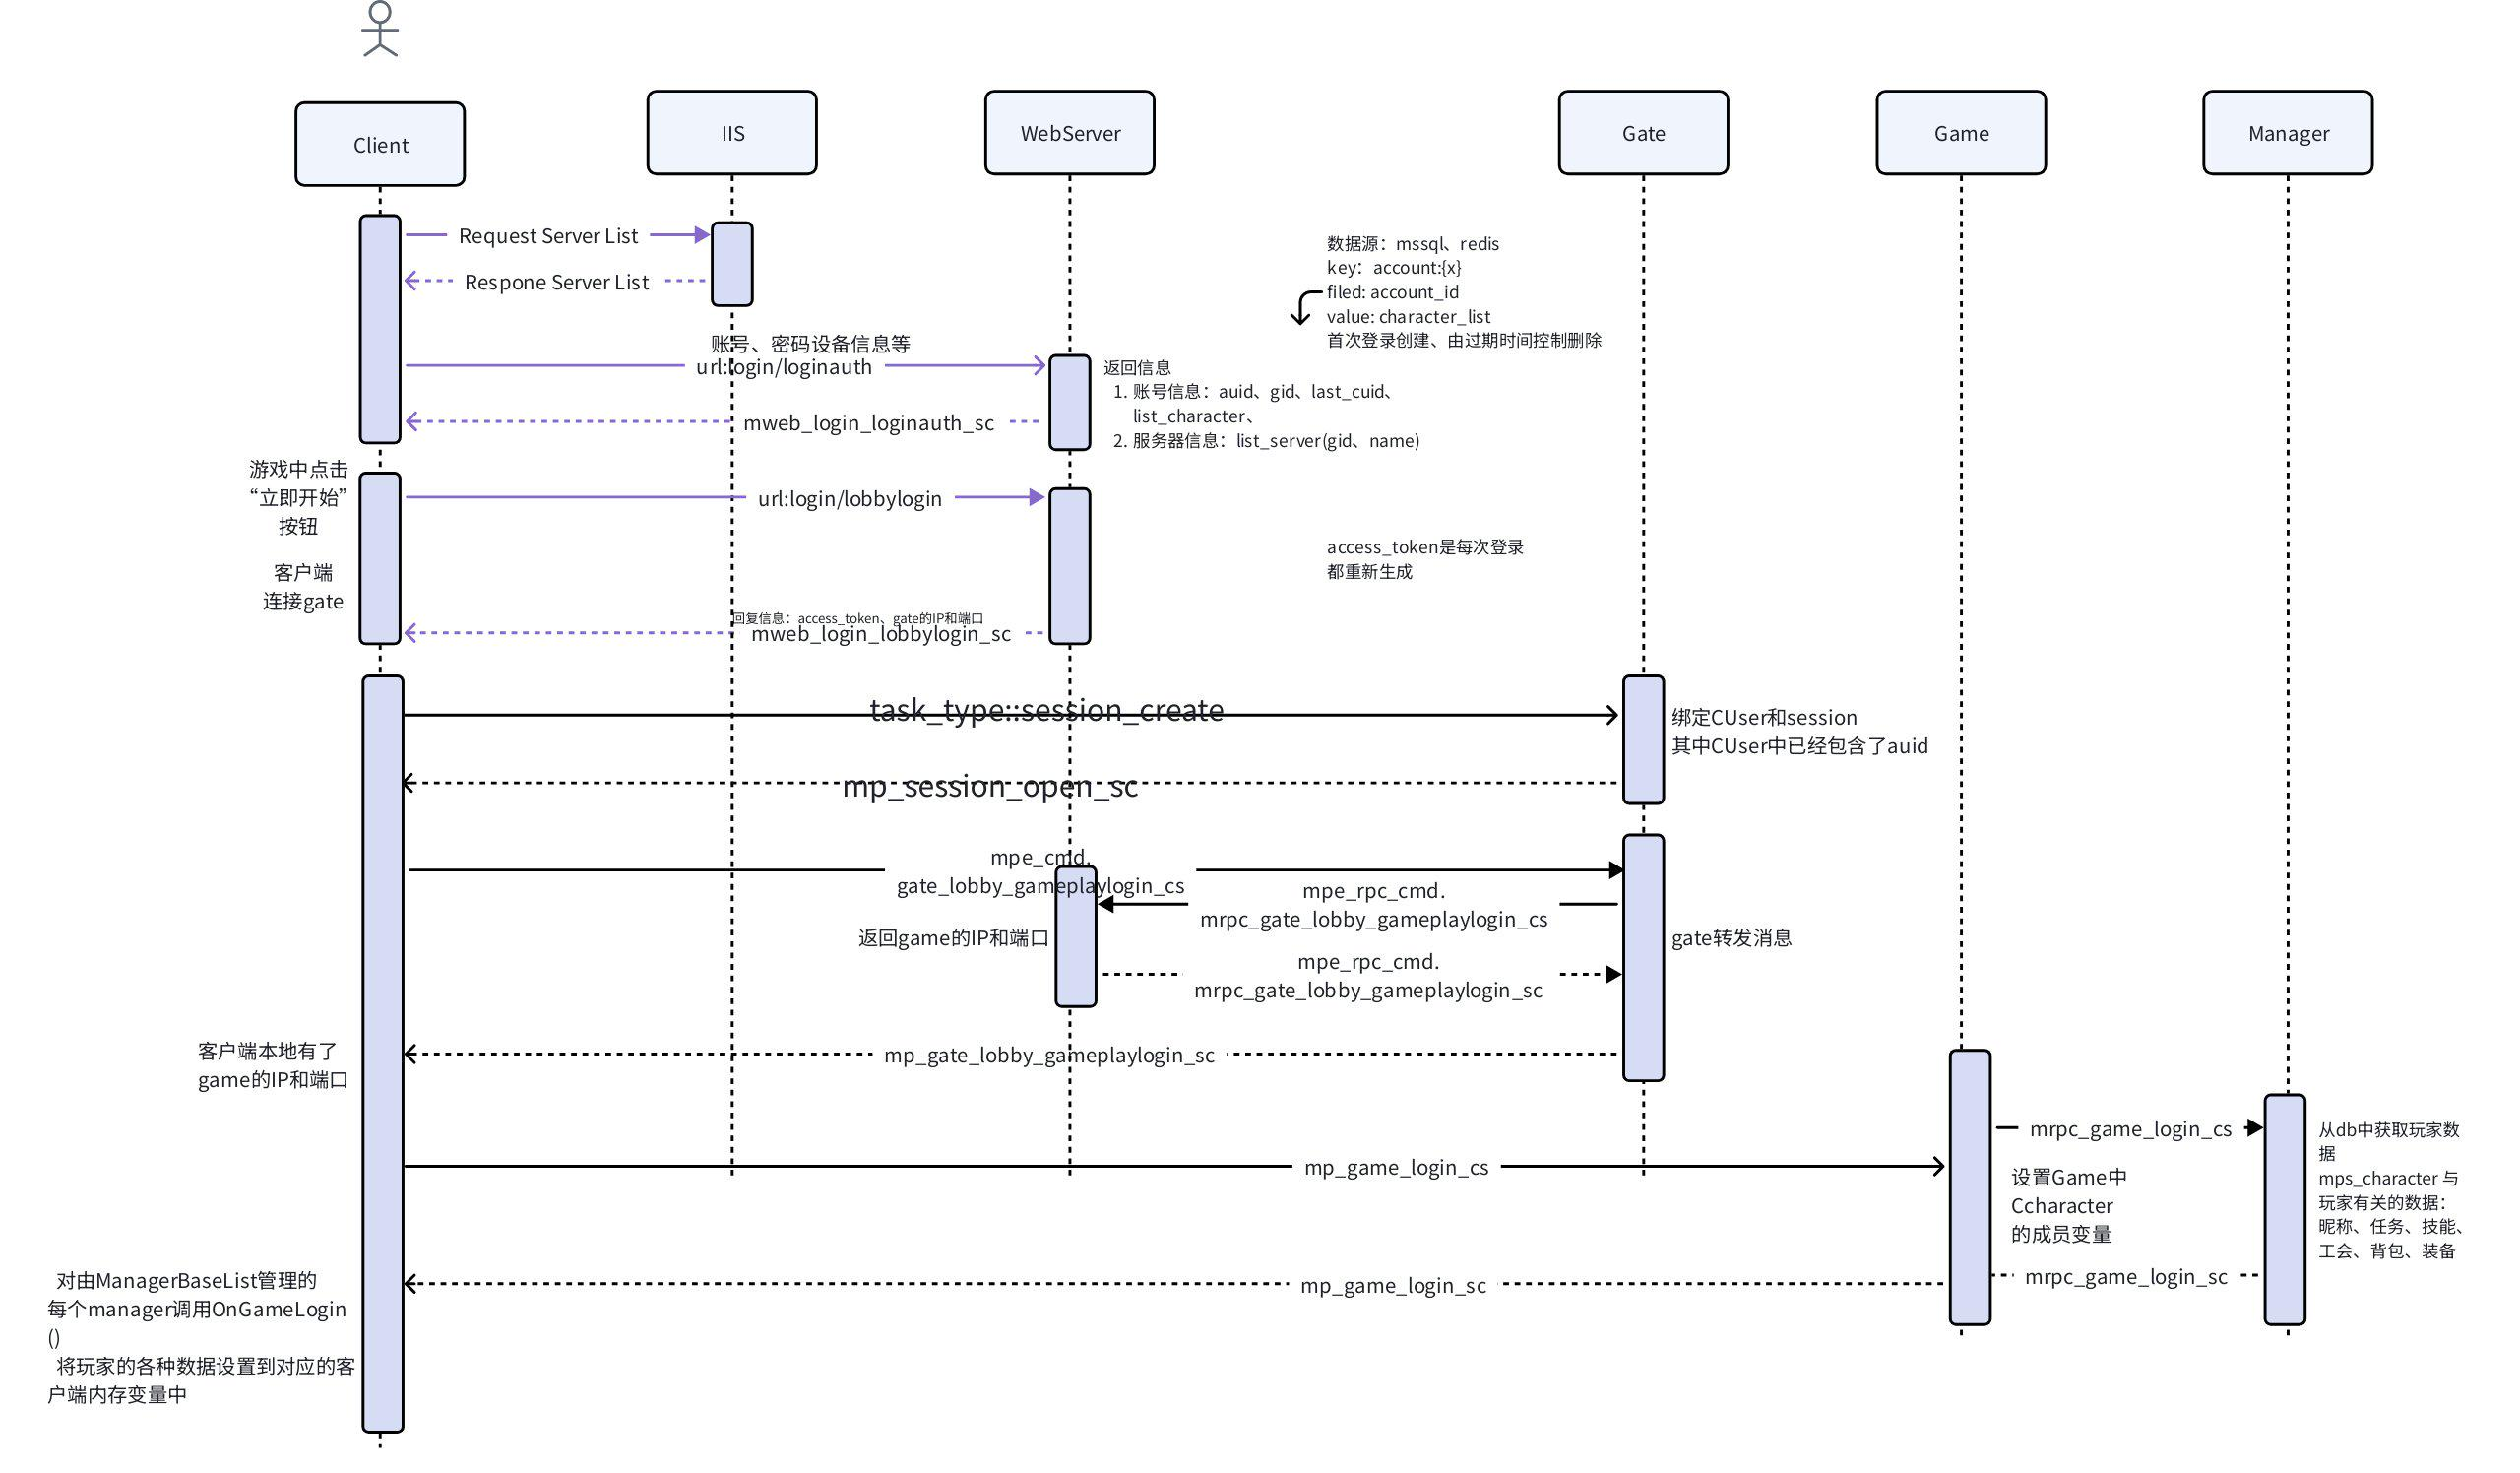 Client
IIS
WebServer
Gate
Game
Manager
Request Server List
Respone Server List
数据源：mssql、redis
key：account:{x}
filed: account_id
value: character_list
首次登录创建、由过期时间控制删除
账号、密码设备信息等
url:login/loginauth
返回信息
1. 账号信息：auid、gid、last_cuid、
list_character、
2. 服务器信息：list_server(gid、name)
mweb_login_loginauth_sc
游戏中点击
“立即开始”
按钮
url:login/lobbylogin
客户端
连接gate
access_token是每次登录
都重新生成
回复信息：access_token、gate的IP和端口
mweb_login_lobbylogin_sc
task_type::session_create
绑定CUser和session
其中CUser中已经包含了auid
mp_session_open_sc
mpe_cmd.
gate_lobby_gameplaylogin_cs
mpe_rpc_cmd.
mrpc_gate_lobby_gameplaylogin_cs
返回game的IP和端口
gate转发消息
mpe_rpc_cmd.
mrpc_gate_lobby_gameplaylogin_sc
客户端本地有了
game的IP和端口
mp_gate_lobby_gameplaylogin_sc
mrpc_game_login_cs
从db中获取玩家数
据
mps_character 与
玩家有关的数据：
昵称、任务、技能、
工会、背包、装备
mp_game_login_cs
设置Game中
Ccharacter
的成员变量
mrpc_game_login_sc
mp_game_login_sc
对由ManagerBaseList管理的
每个manager调用OnGameLogin
()
将玩家的各种数据设置到对应的客
户端内存变量中